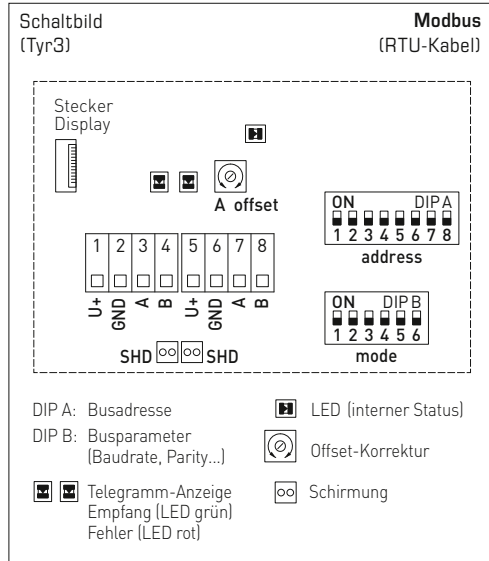 Schaltbild
(Tyr3)
Modbus
(RTU-Kabel)
Stecker
Display
A offset
ON DIP A
1 2 3 4 5 6 7 8
address
1 2 3 4 5 6 7 8
U+ GND A B U+ GND A B
ON DIP B
1 2 3 4 5 6
mode
SHD SHD
DIP A: Busadresse
DIP B: Busparameter
(Baudrate, Parity...)
Telegramm-Anzeige
Empfang (LED grün)
Fehler (LED rot)
LED (interner Status)
Offset-Korrektur
Schirmung